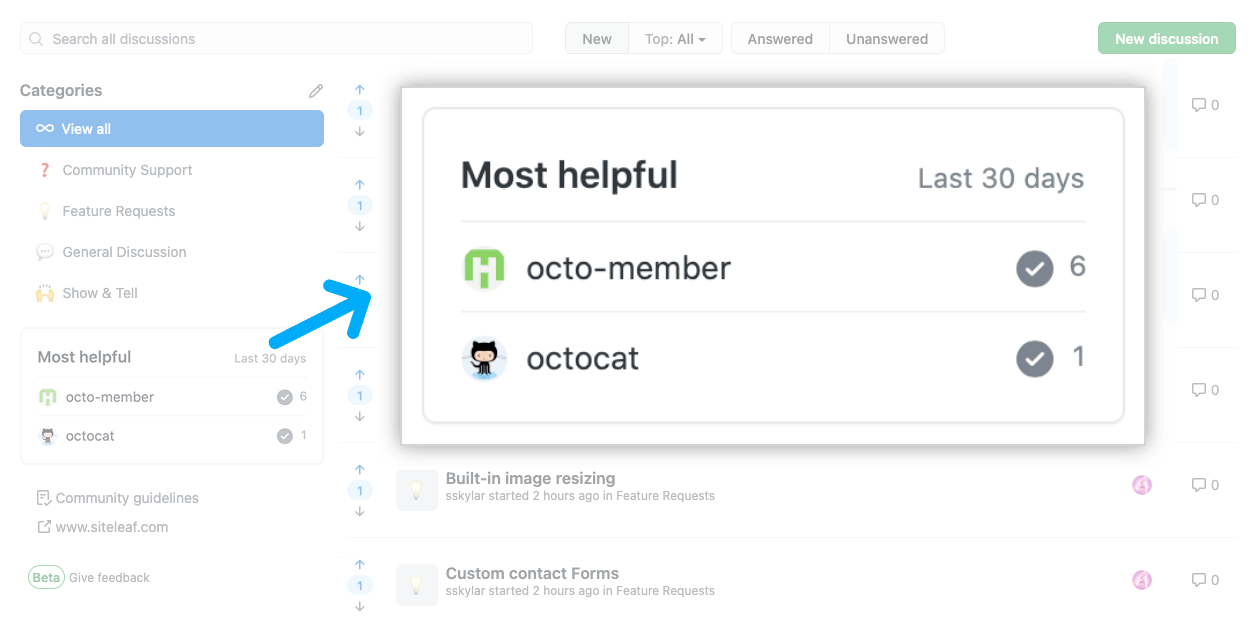 Search all discussions
New
Top: All
Answered
Unanswered
New discussion
Categories
View all
Community Support
Feature Requests
General Discussion
Show & Tell
Most helpful Last 30 days
octo-member 6
octocat 1
Community guidelines
www.siteleaf.com
Beta Give feedback
1
1
1
1
1
Most helpful Last 30 days
octo-member 6
octocat 1
0
0
0
0
Built-in image resizing
sskylar started 2 hours ago in Feature Requests
0
Custom contact Forms
sskylar started 2 hours ago in Feature Requests
0